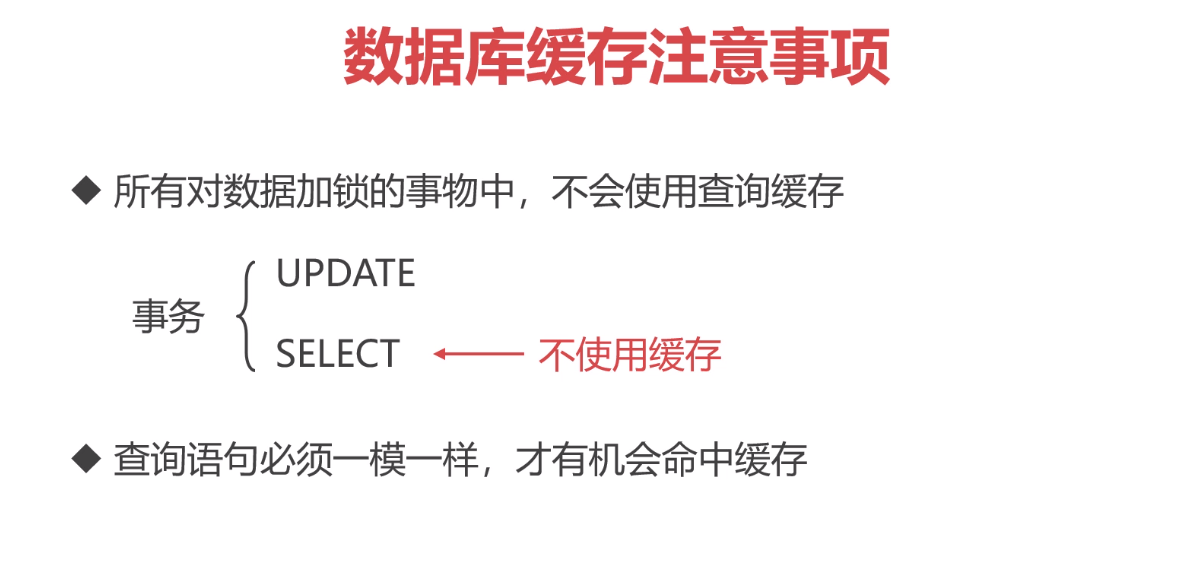 数据库缓存注意事项
◆ 所有对数据加锁的事物中，不会使用查询缓存
UPDATE
事务
SELECT 不使用缓存
◆ 查询语句必须一模一样，才有机会命中缓存